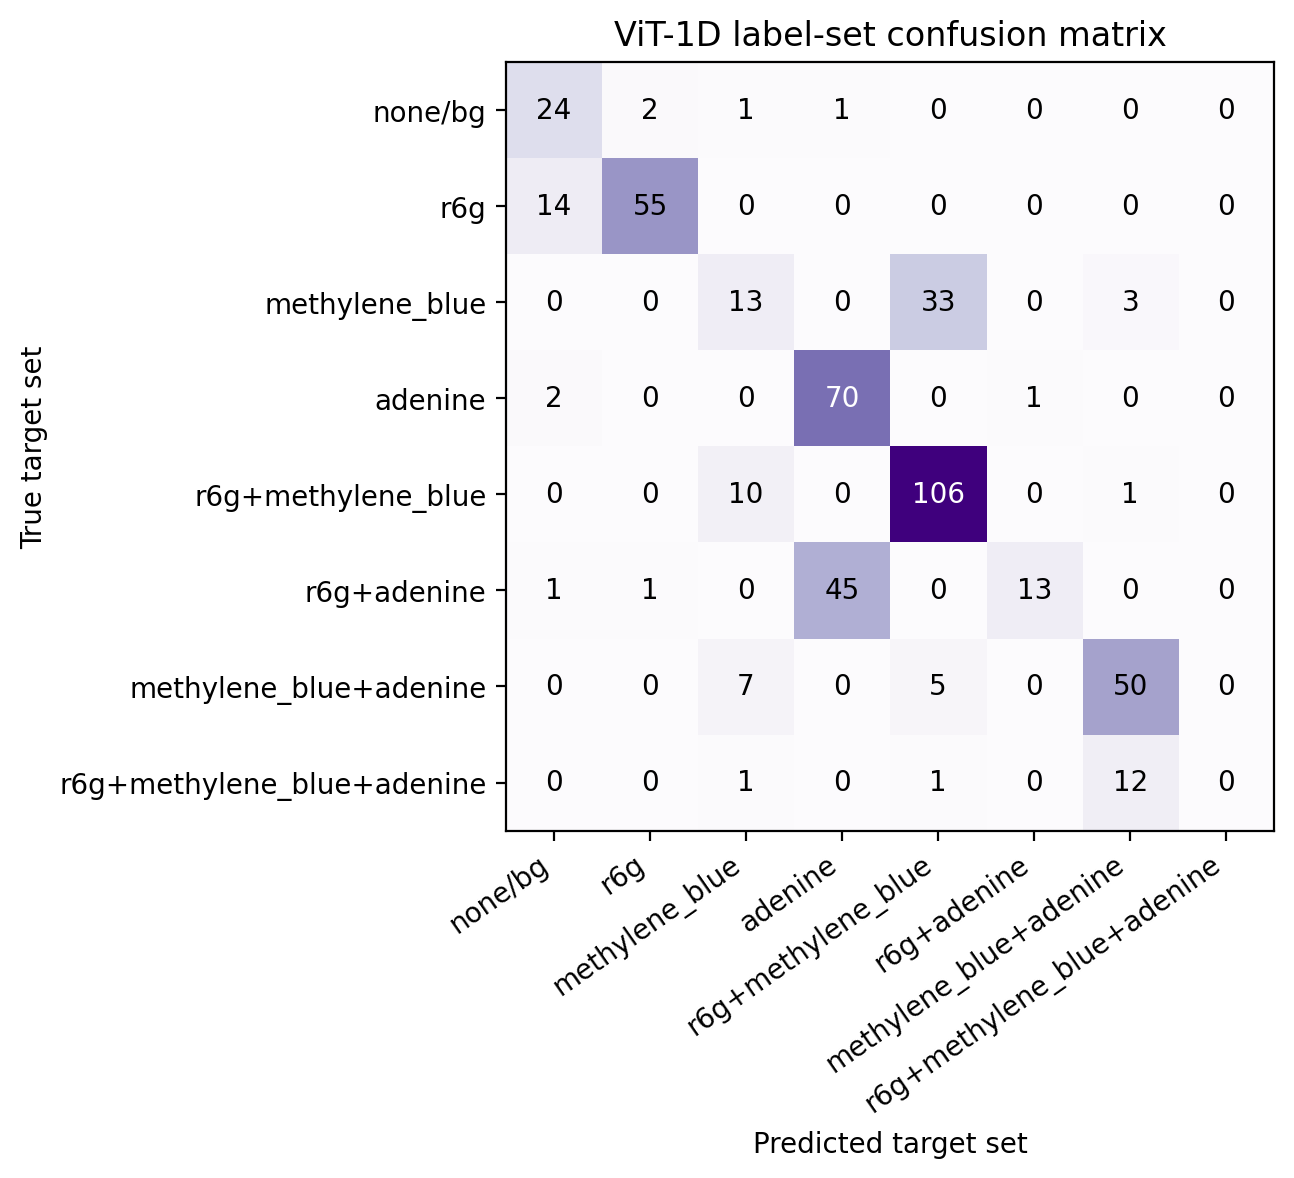 ViT-1D label-set confusion matrix
True target set
none/bg 24 2 1 1 0 0 0 0
r6g 14 55 0 0 0 0 0 0
methylene_blue 0 0 13 0 33 0 3 0
adenine 2 0 0 70 0 1 0 0
r6g+methylene_blue 0 0 10 0 106 0 1 0
r6g+adenine 1 1 0 45 0 13 0 0
methylene_blue+adenine 0 0 7 0 5 0 50 0
r6g+methylene_blue+adenine 0 0 1 0 1 0 12 0
none/bg
r6g
methylene_blue
adenine
r6g+methylene_blue
r6g+adenine
methylene_blue+adenine
r6g+methylene_blue+adenine
Predicted target set